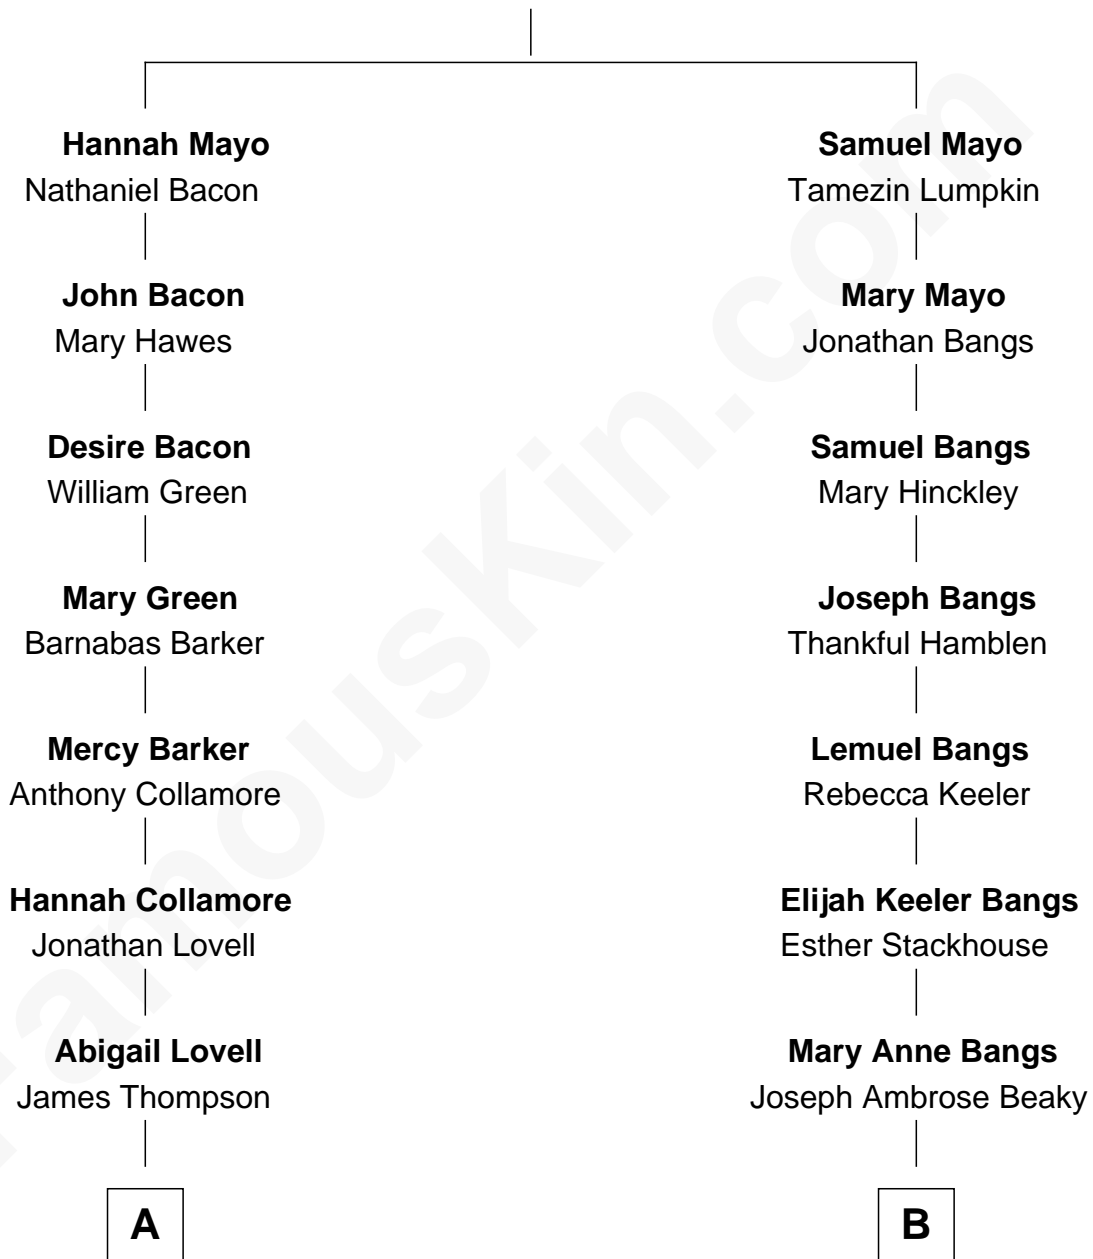 Hannah Mayo
Nathaniel Bacon
John Bacon
Mary Hawes
Desire Bacon
William Green
Mary Green
Barnabas Barker
Mercy Barker
Anthony Collamore
Hannah Collamore
Jonathan Lovell
Abigail Lovell
James Thompson
A
Samuel Mayo
Tamezin Lumpkin
Mary Mayo
Jonathan Bangs
Samuel Bangs
Mary Hinckley
Joseph Bangs
Thankful Hamblen
Lemuel Bangs
Rebecca Keeler
Elijah Keeler Bangs
Esther Stackhouse
Mary Anne Bangs
Joseph Ambrose Beaky
B
FamousKin.com